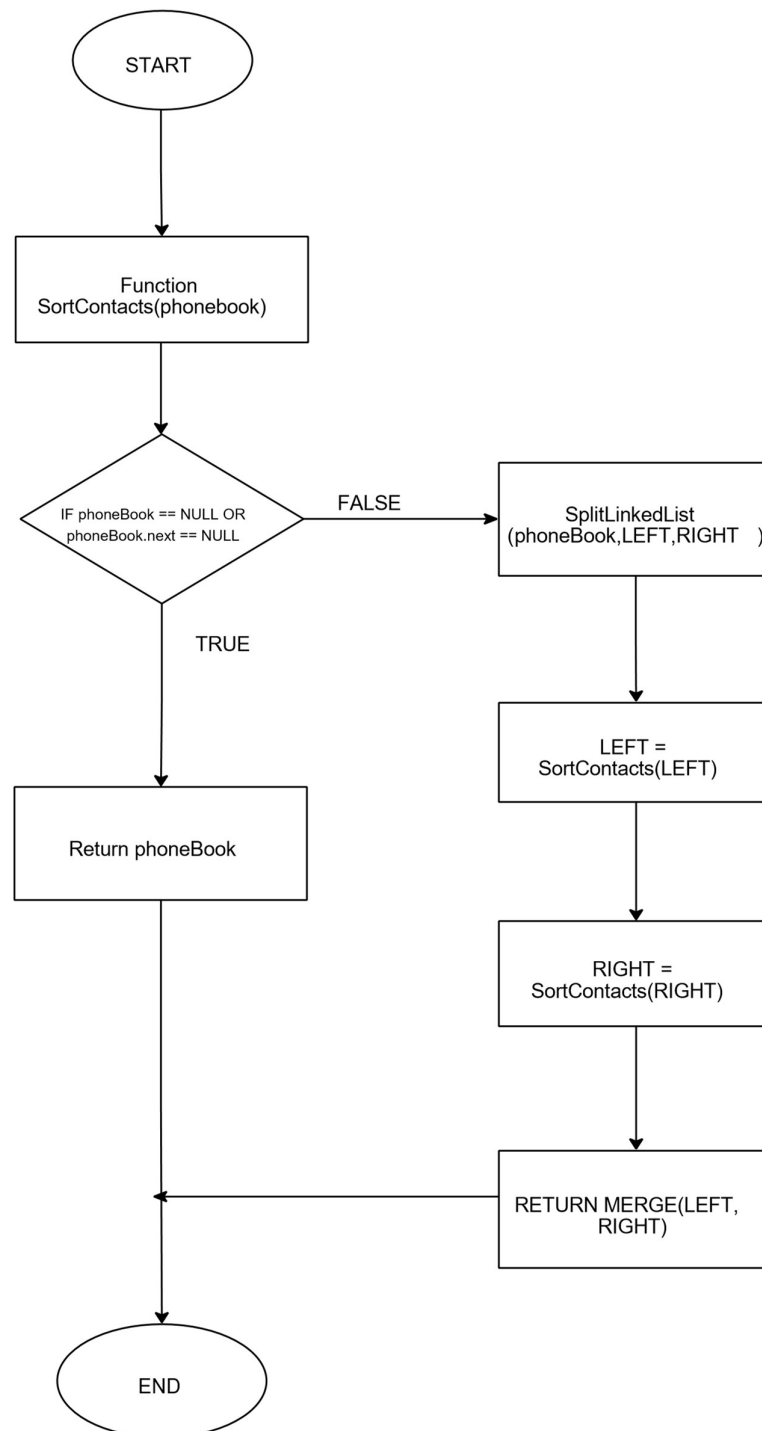 START
Function
SortContacts(phonebook)
IF phoneBook == NULL OR
phoneBook.next == NULL
FALSE
TRUE
SplitLinkedList
(phoneBook,LEFT,RIGHT )
LEFT =
SortContacts(LEFT)
Return phoneBook
RIGHT =
SortContacts(RIGHT)
RETURN MERGE(LEFT,
RIGHT)
END